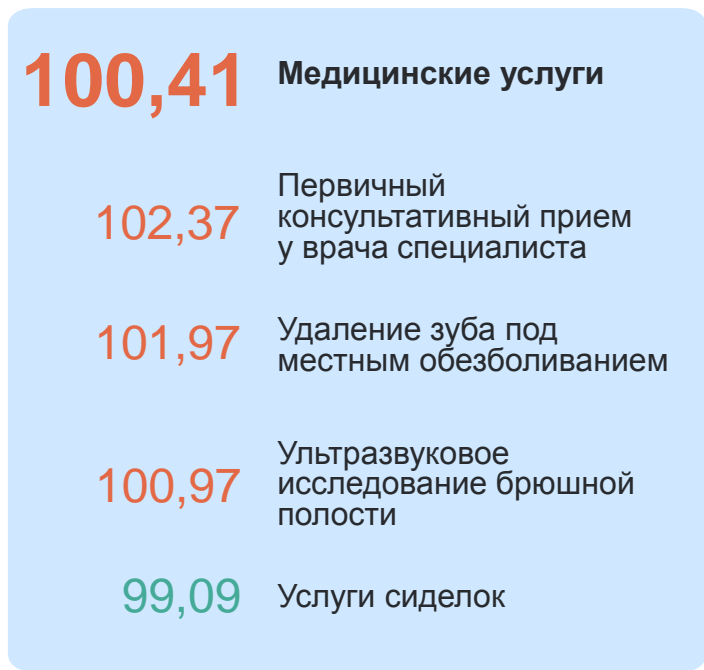 100,41 Медицинские услуги
Первичный
102,37 консультативный прием
у врача специалиста
101,97 Удаление зуба под
местным обезболиванием
Ультразвуковое
100,97 исследование брюшной
полости
99,09 Услуги сиделок